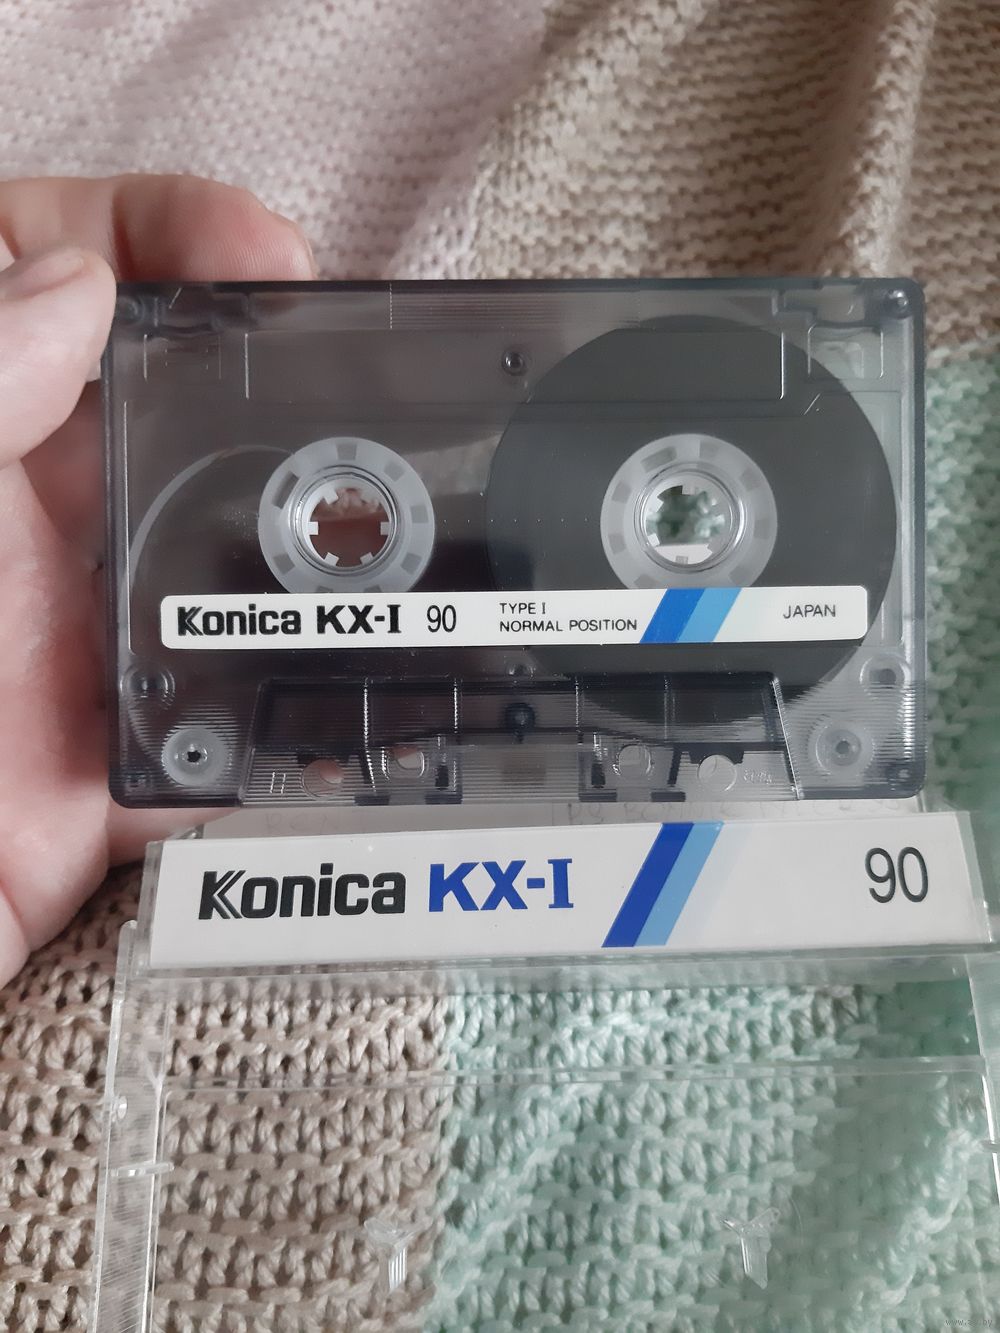 Konica KX-I 90
TYPE I
NORMAL POSITION
JAPAN
Konica KX-I
90